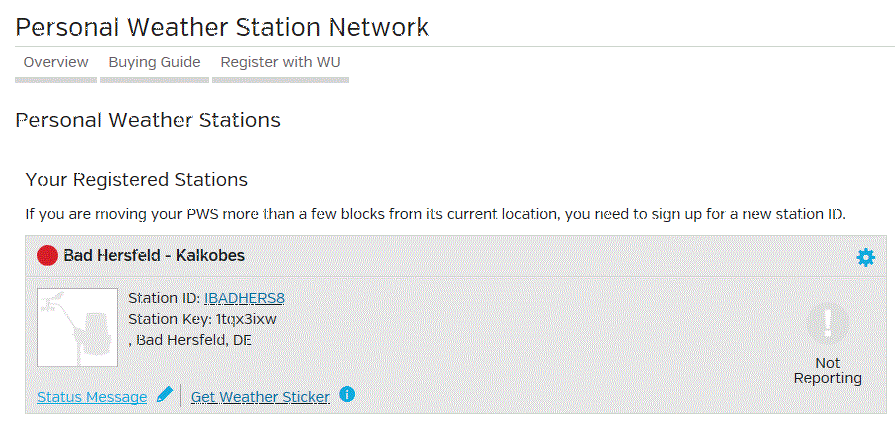 Personal Weather Station Network
Overview Buying Guide Register with WU
Personal Weather Stations
Your Registered Stations
If you are moving your PWS more than a few blocks from its current location, you need to sign up for a new station ID.
Bad Hersfeld - Kalkobes
Station ID: IBADHERS8
Station Key: 1tqx3ixw
, Bad Hersfeld, DE
!
Not
Reporting
Status Message Get Weather Sticker i